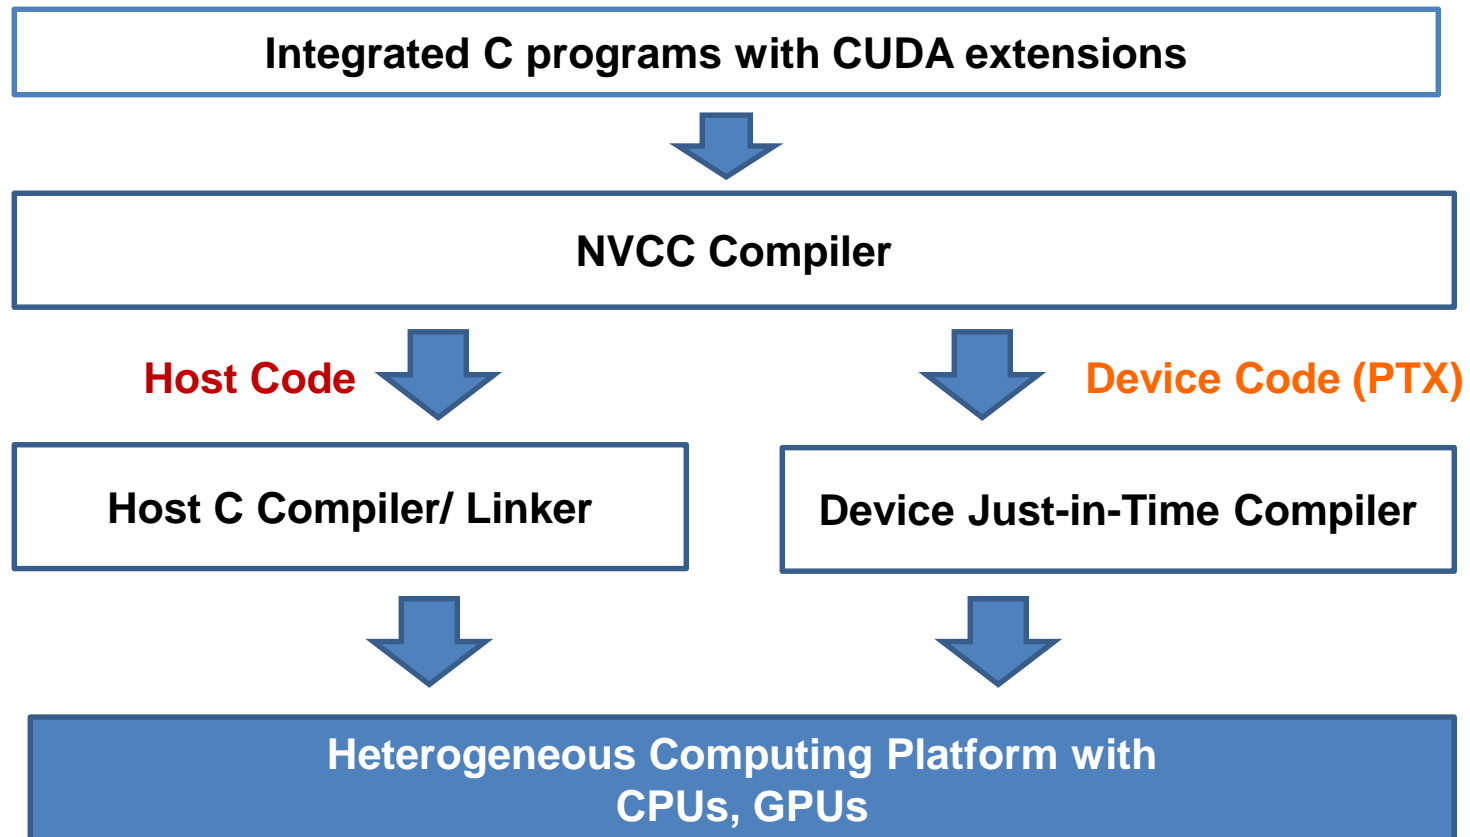 Integrated C programs with CUDA extensions
NVCC Compiler
Host Code
Device Code (PTX)
Host C Compiler/ Linker
Device Just-in-Time Compiler
Heterogeneous Computing Platform with
CPUs, GPUs